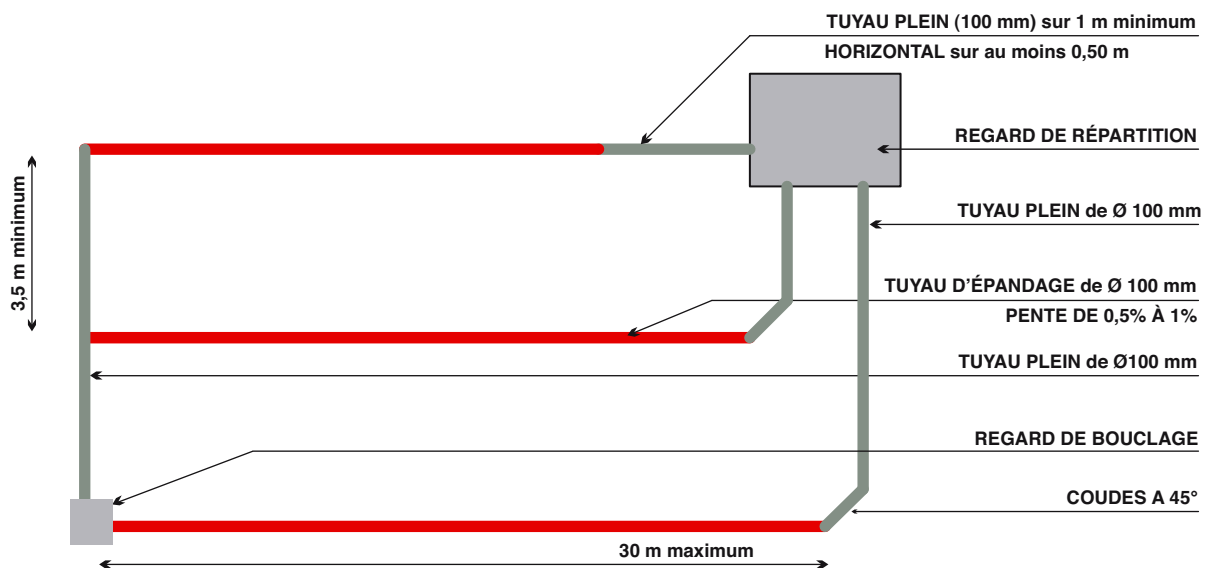 TUYAU PLEIN (100 mm) sur 1 m minimum
HORIZONTAL sur au moins 0,50 m
REGARD DE RÉPARTITION
TUYAU PLEIN de Ø 100 mm
3,5 m minimum
TUYAU D’ÉPANDAGE de Ø 100 mm
PENTE DE 0,5% À 1%
TUYAU PLEIN de Ø100 mm
REGARD DE BOUCLAGE
COUDES A 45°
30 m maximum